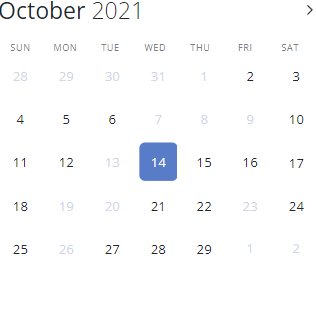 October 2021
SUN MON TUE WED THU FRI SAT
28 29 30 31 1 2 3
4 5 6 7 8 9 10
11 12 13 14 15 16 17
18 19 20 21 22 23 24
25 26 27 28 29 1 2